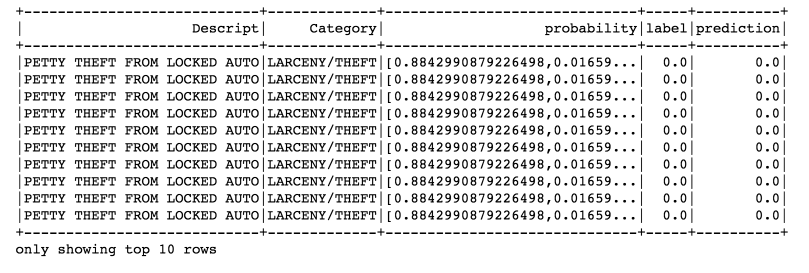 +------------------------------+-------------+------------------------------+-----+----------+
|                      Descript|     Category|                   probability|label|prediction|
+------------------------------+-------------+------------------------------+-----+----------+
|PETTY THEFT FROM LOCKED AUTO|LARCENY/THEFT|[0.8842990879226498,0.01659...|  0.0|       0.0|
|PETTY THEFT FROM LOCKED AUTO|LARCENY/THEFT|[0.8842990879226498,0.01659...|  0.0|       0.0|
|PETTY THEFT FROM LOCKED AUTO|LARCENY/THEFT|[0.8842990879226498,0.01659...|  0.0|       0.0|
|PETTY THEFT FROM LOCKED AUTO|LARCENY/THEFT|[0.8842990879226498,0.01659...|  0.0|       0.0|
|PETTY THEFT FROM LOCKED AUTO|LARCENY/THEFT|[0.8842990879226498,0.01659...|  0.0|       0.0|
|PETTY THEFT FROM LOCKED AUTO|LARCENY/THEFT|[0.8842990879226498,0.01659...|  0.0|       0.0|
|PETTY THEFT FROM LOCKED AUTO|LARCENY/THEFT|[0.8842990879226498,0.01659...|  0.0|       0.0|
|PETTY THEFT FROM LOCKED AUTO|LARCENY/THEFT|[0.8842990879226498,0.01659...|  0.0|       0.0|
|PETTY THEFT FROM LOCKED AUTO|LARCENY/THEFT|[0.8842990879226498,0.01659...|  0.0|       0.0|
|PETTY THEFT FROM LOCKED AUTO|LARCENY/THEFT|[0.8842990879226498,0.01659...|  0.0|       0.0|
+------------------------------+-------------+------------------------------+-----+----------+
only showing top 10 rows